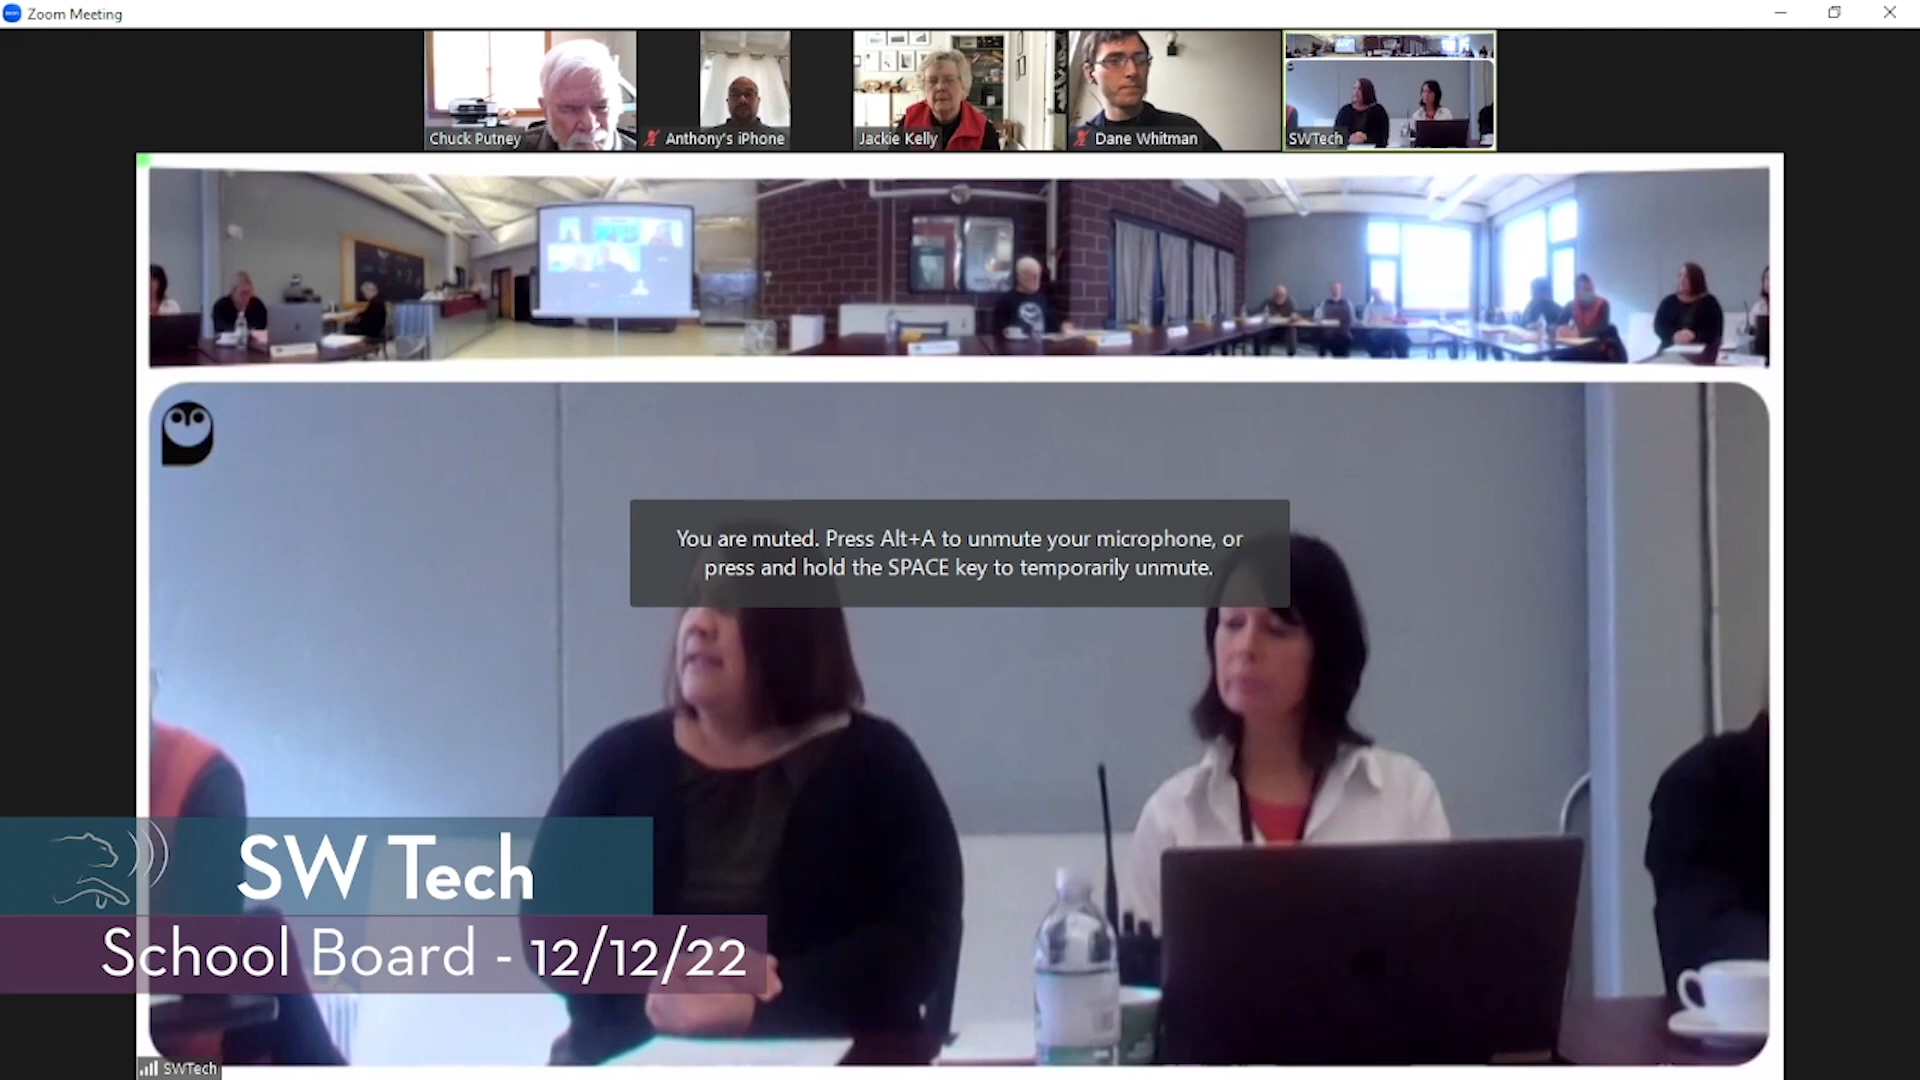 Zoom Meeting
Chuck Putney
Anthony's iPhone
Jackie Kelly
Dane Whitman
SWTech
You are muted. Press Alt+A to unmute your microphone, or
press and hold the SPACE key to temporarily unmute.
SW Tech
School Board - 12/12/22
SWTech